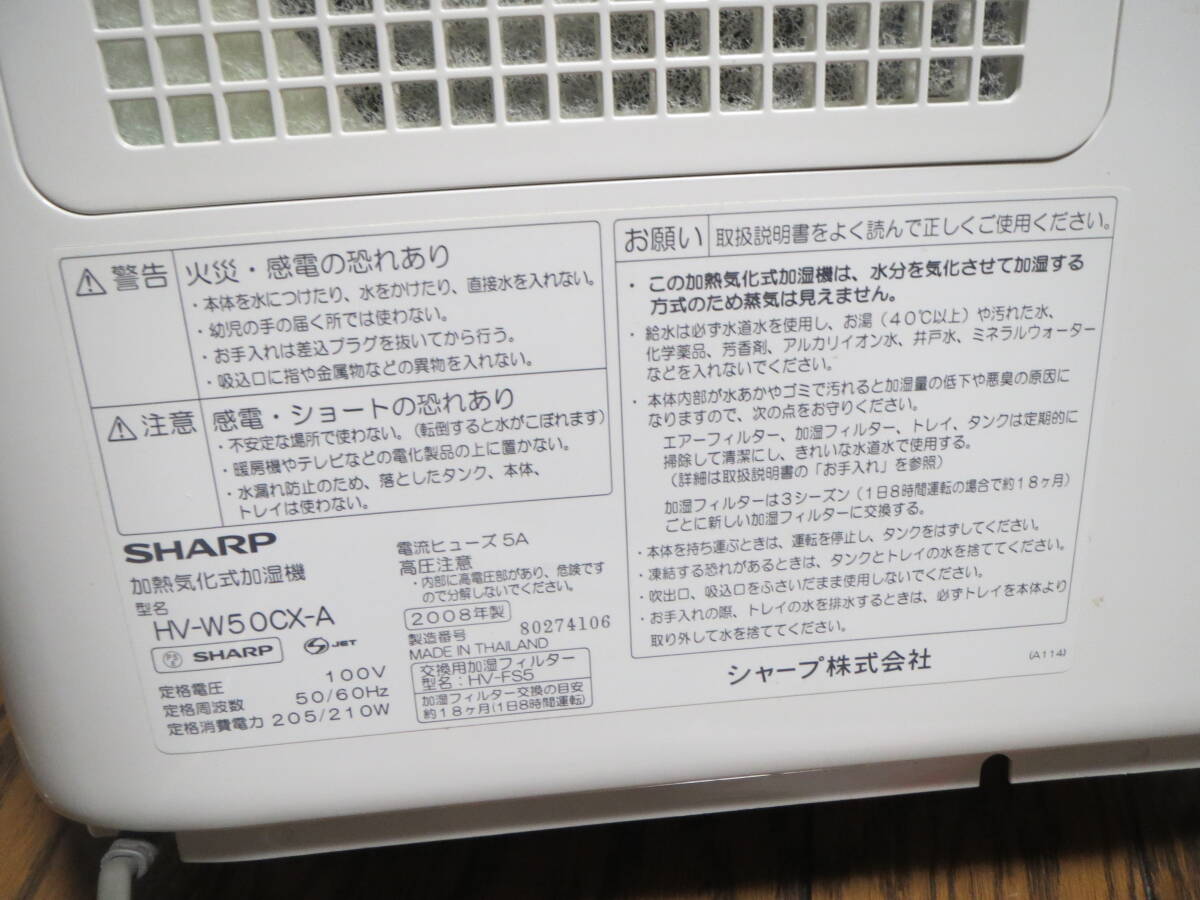 警告
火災・感電の恐れあり
・本体を水につけたり、水をかけたり、直接水を入れない。
・幼児の手の届く所では使わない。
・お手入れは差込プラグを抜いてから行う。
・吸込口に指や金属物などの異物を入れない。
注意
感電・ショートの恐れあり
・不安定な場所で使わない。(転倒すると水がこぼれます)
・暖房機やテレビなどの電化製品の上に置かない。
・水漏れ防止のため、落としたタンク、本体、
トレイは使わない。
SHARP
加熱気化式加湿機
型名
HV-W50CX-A
SHARP
JET
定格電圧 100V
定格周波数 50/60Hz
定格消費電力 205/210W
電流ヒューズ 5A
高圧注意
・内部に高電圧部があり、危険です
ので分解しないでください。
2008年製
製造番号 80274106
MADE IN THAILAND
交換用加湿フィルター
型名:HV-FS5
加湿フィルター交換の目安
約18ヶ月(1日8時間運転)
お願い
取扱説明書をよく読んで正しくご使用ください。
・この加熱気化式加湿機は、水分を気化させて加湿する
方式のため蒸気は見えません。
・給水は必ず水道水を使用し、お湯(40℃以上)や汚れた水、
化学薬品、芳香剤、アルカリイオン水、井戸水、ミネラルウォーター
などを入れないでください。
・本体内部が水あかやゴミで汚れると加湿量の低下や悪臭の原因に
なりますので、次の点をお守りください。
エアーフィルター、加湿フィルター、トレイ、タンクは定期的に
掃除して清潔にし、きれいな水道水で使用する。
(詳細は取扱説明書の「お手入れ」を参照)
加湿フィルターは3シーズン(1日8時間運転の場合で約18ヶ月)
ごとに新しい加湿フィルターに交換する。
・本体を持ち運ぶときは、運転を停止し、タンクをはずしてください。
・凍結する恐れがあるときは、タンクとトレイの水を捨ててください。
・吹出口、吸込口をふさいだまま使用しないでください。
・お手入れの際、トレイの水を排水するときは、必ずトレイを本体より
取り外して水を捨ててください。
シャープ株式会社
(A114)